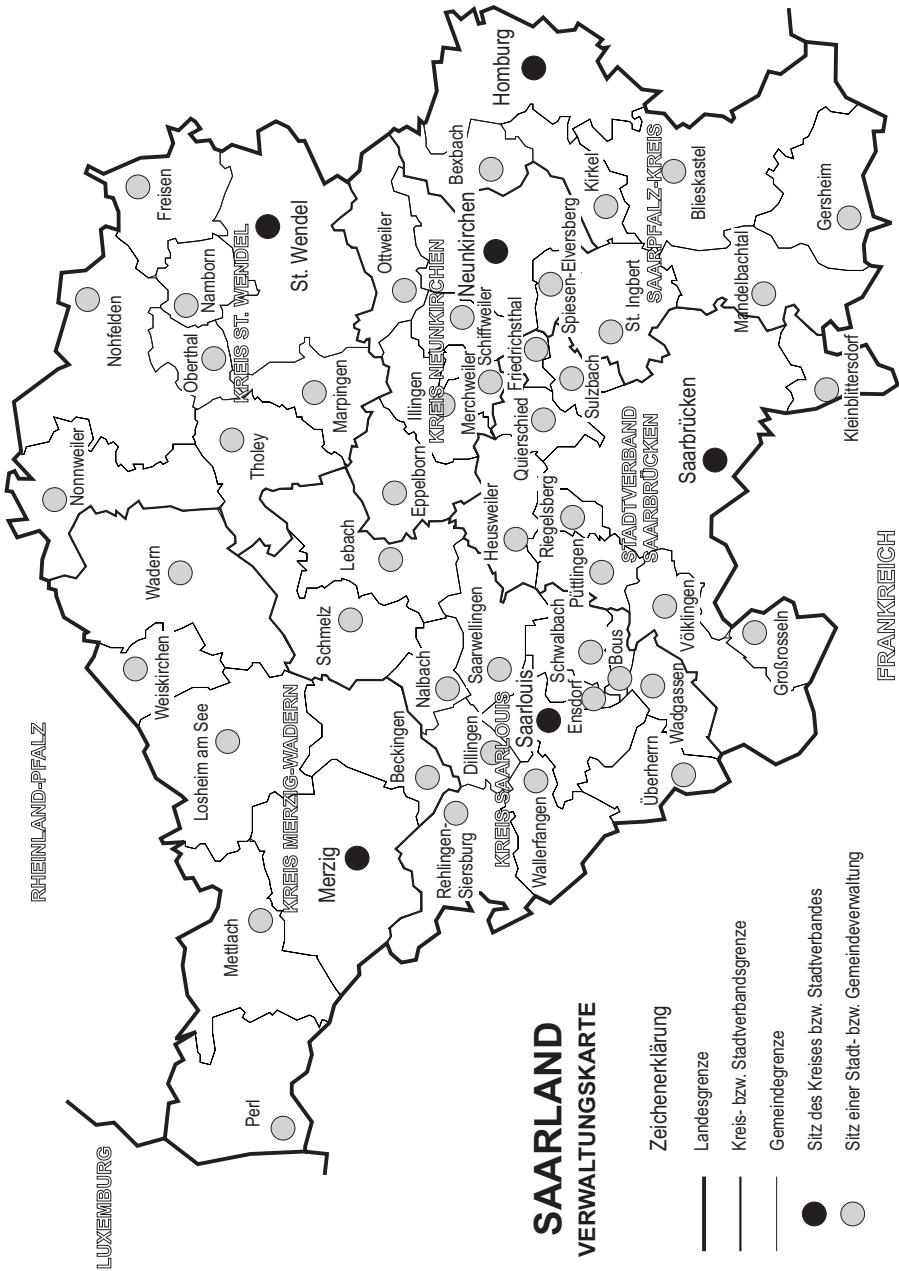 RHEINLAND-PFALZ
LUXEMBURG
FRANKREICH
Nonnweiler
Nohfelden
Freisen
Wadern
Weiskirchen
Losheim am See
Oberthal
Namborn
KREIS ST. WENDEL
St. Wendel
Tholey
Marpingen
Mettlach
Perl
KREIS MERZIG-WADERN
Merzig
Schmelz
Lebach
Beckingen
Nalbach
Eppelborn
Illingen
Ottweiler
KREIS NEUNKIRCHEN
Neunkirchen
Merchweiler
Schiffweiler
Bexbach
Homburg
Rehlingen-
Siersburg
Dillingen
Saarwellingen
Heusweiler
KREIS SAARLOUIS
Saarlouis
Wallerfangen
Schwalbach
Ensdorf
Bous
Riegelsberg
Püttlingen
Quierschied
Friedrichsthal
Spiesen-Elversberg
Sulzbach
Kirkel
St. Ingbert
SAARPFALZ-KREIS
Blieskastel
Gersheim
Mandelbachtal
Kleinblittersdorf
STADTVERBAND
SAARBRÜCKEN
Saarbrücken
Völklingen
Großrosseln
Wadgassen
Überherrn
SAARLAND
VERWALTUNGSKARTE
Zeichenerklärung
Landesgrenze
Kreis- bzw. Stadtverbandsgrenze
Gemeindegrenze
Sitz des Kreises bzw. Stadtverbandes
Sitz einer Stadt- bzw. Gemeindeverwaltung